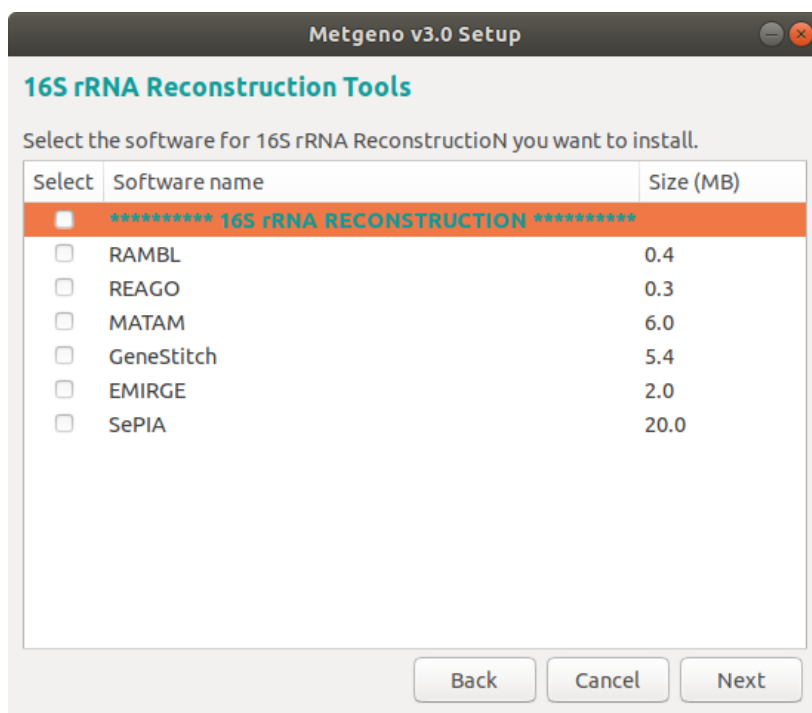 Metgeno v3.0 Setup
16S rRNA Reconstruction Tools
Select the software for 16S rRNA ReconstructioN you want to install.
Select Software name Size (MB)
********** 16S rRNA RECONSTRUCTION **********
RAMBL 0.4
REAGO 0.3
MATAM 6.0
GeneStitch 5.4
EMIRGE 2.0
SePIA 20.0
Back Cancel Next